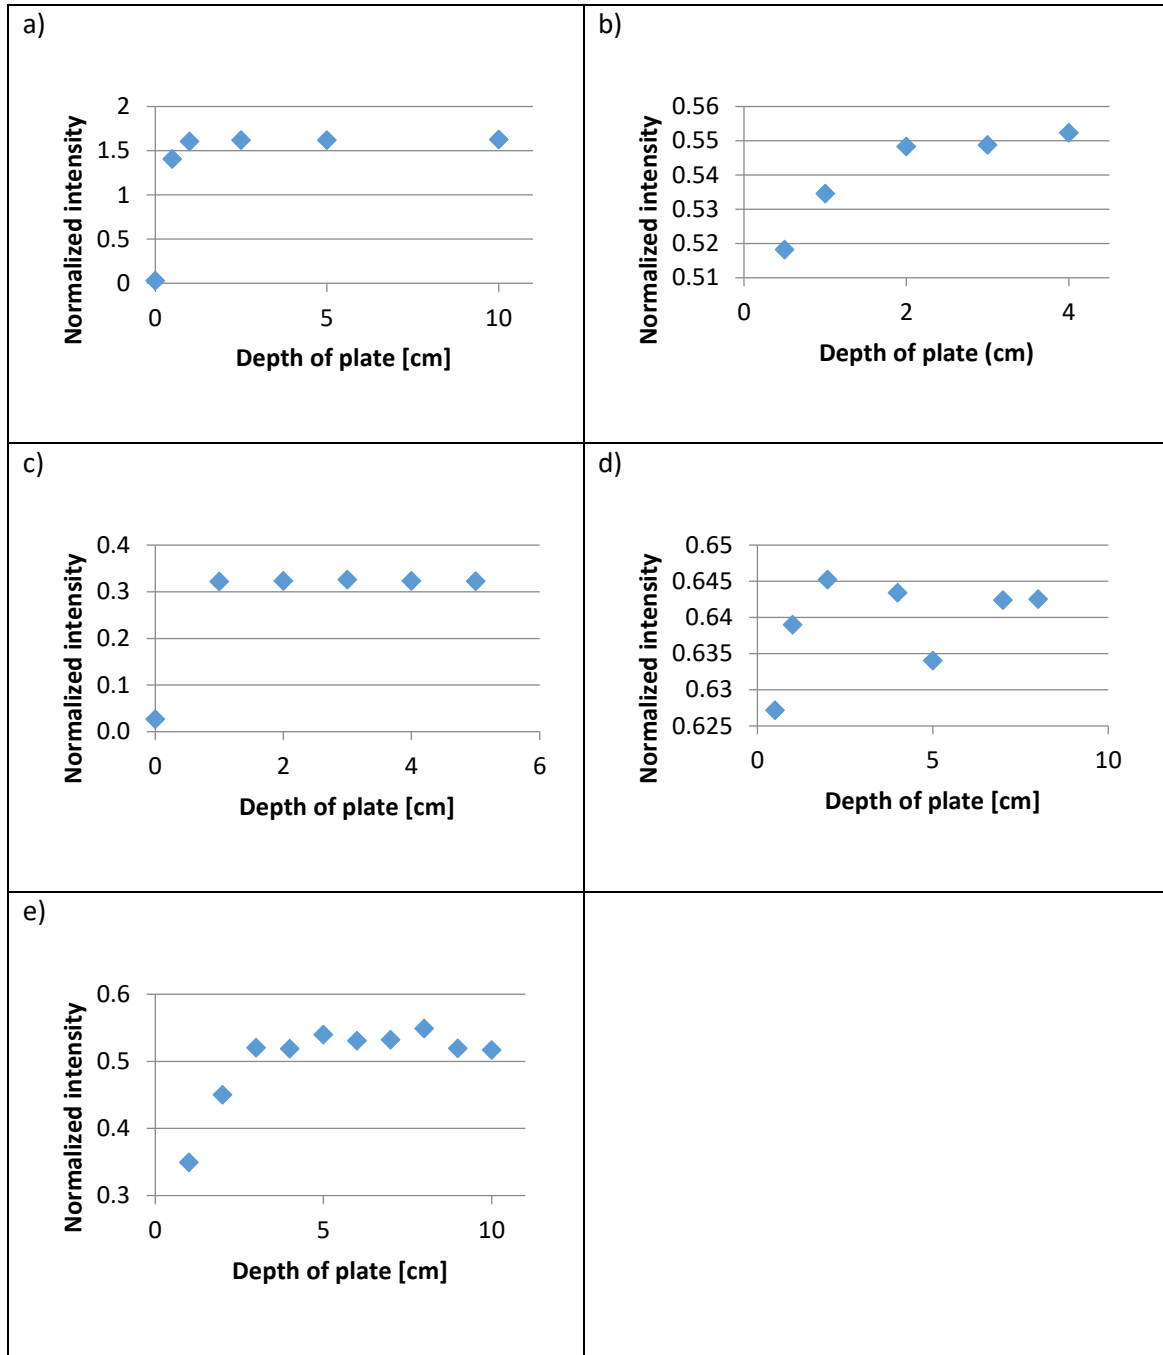 a)
Normalized intensity
2
1.5
1
0.5
0
0 5 10
Depth of plate [cm]
b)
Normalized intensity
0.56
0.55
0.54
0.53
0.52
0.51
0 2 4
Depth of plate (cm)
c)
Normalized intensity
0.4
0.3
0.2
0.1
0.0
0 2 4 6
Depth of plate [cm]
d)
Normalized intensity
0.65
0.645
0.64
0.635
0.63
0.625
0 5 10
Depth of plate [cm]
e)
Normalized intensity
0.6
0.5
0.4
0.3
0 5 10
Depth of plate [cm]